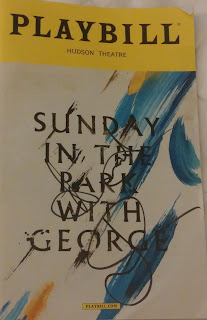 PLAYBILL
HUDSON THEATRE
SUNDAY
IN THE
PARK
WITH
GEORGE
PLAYBILL.COM